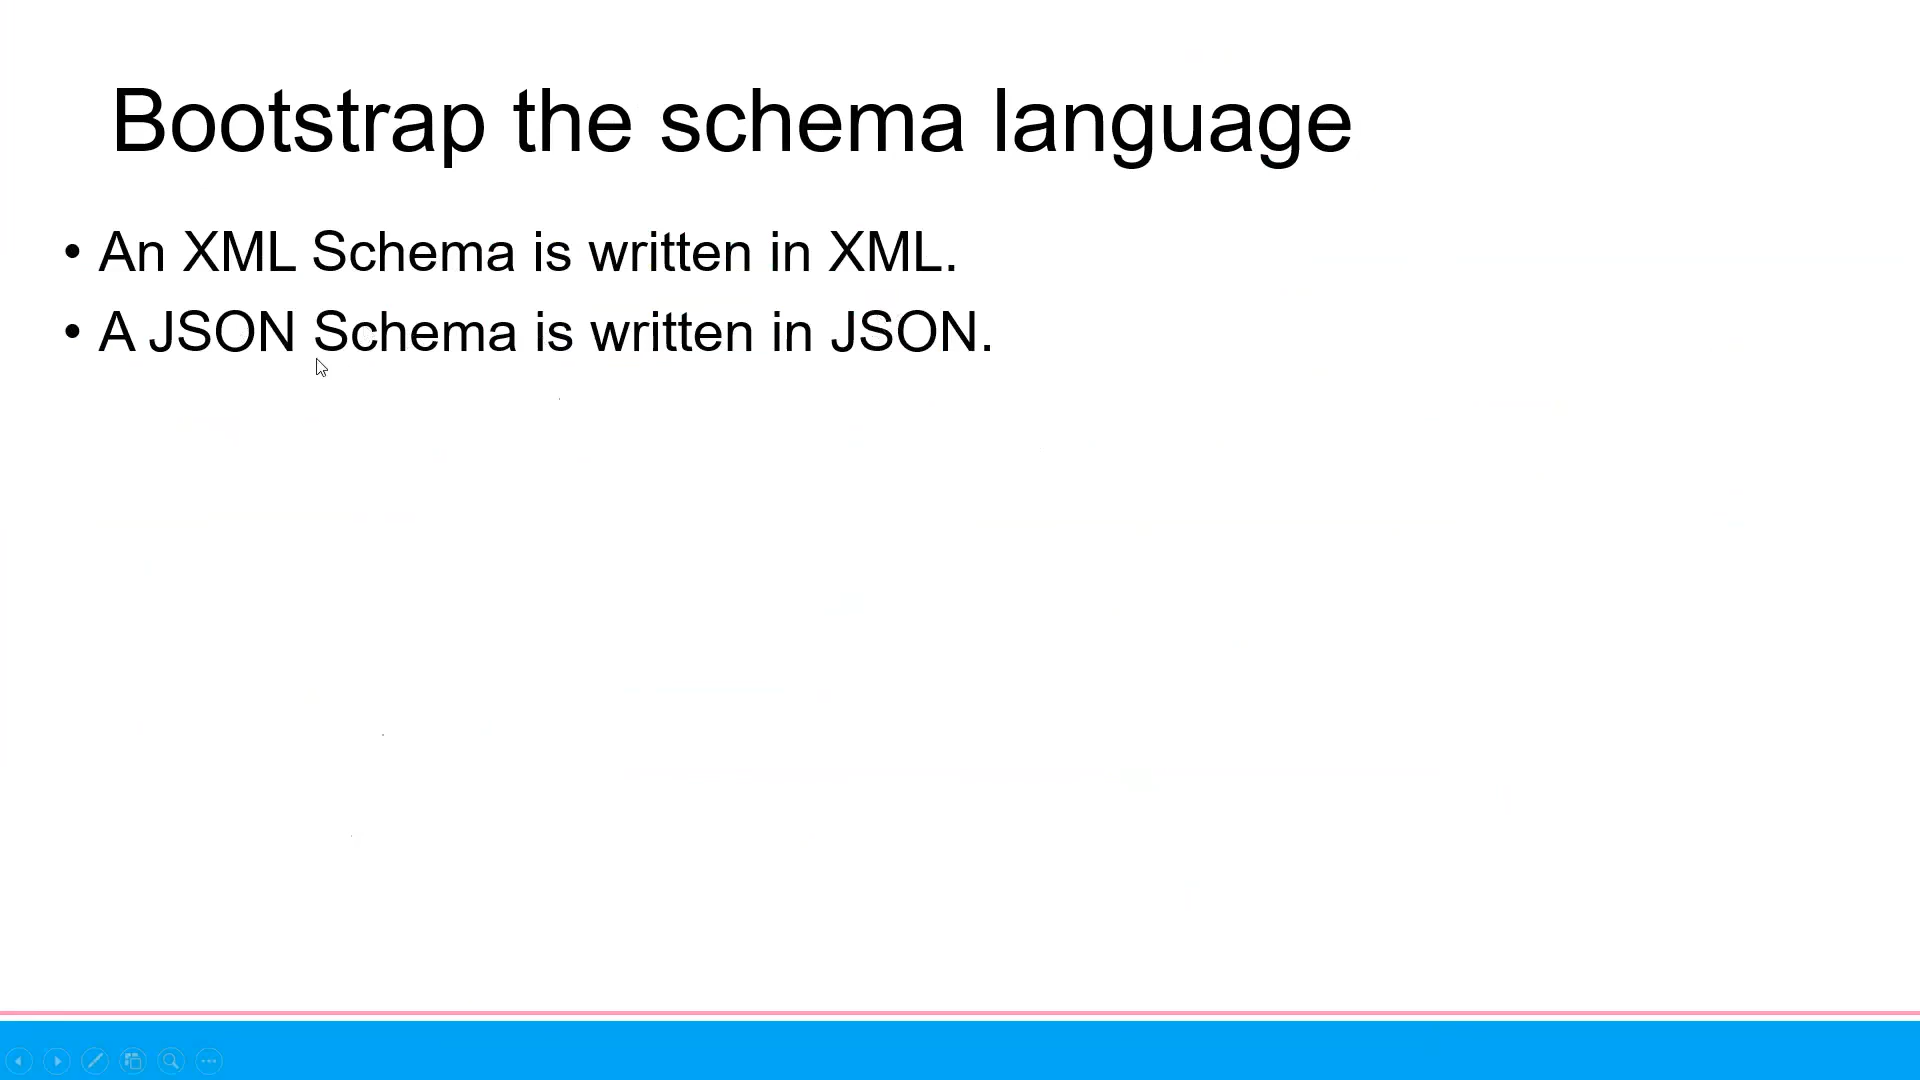 Bootstrap the schema language
• An XML Schema is written in XML.
• A JSON Schema is written in JSON.